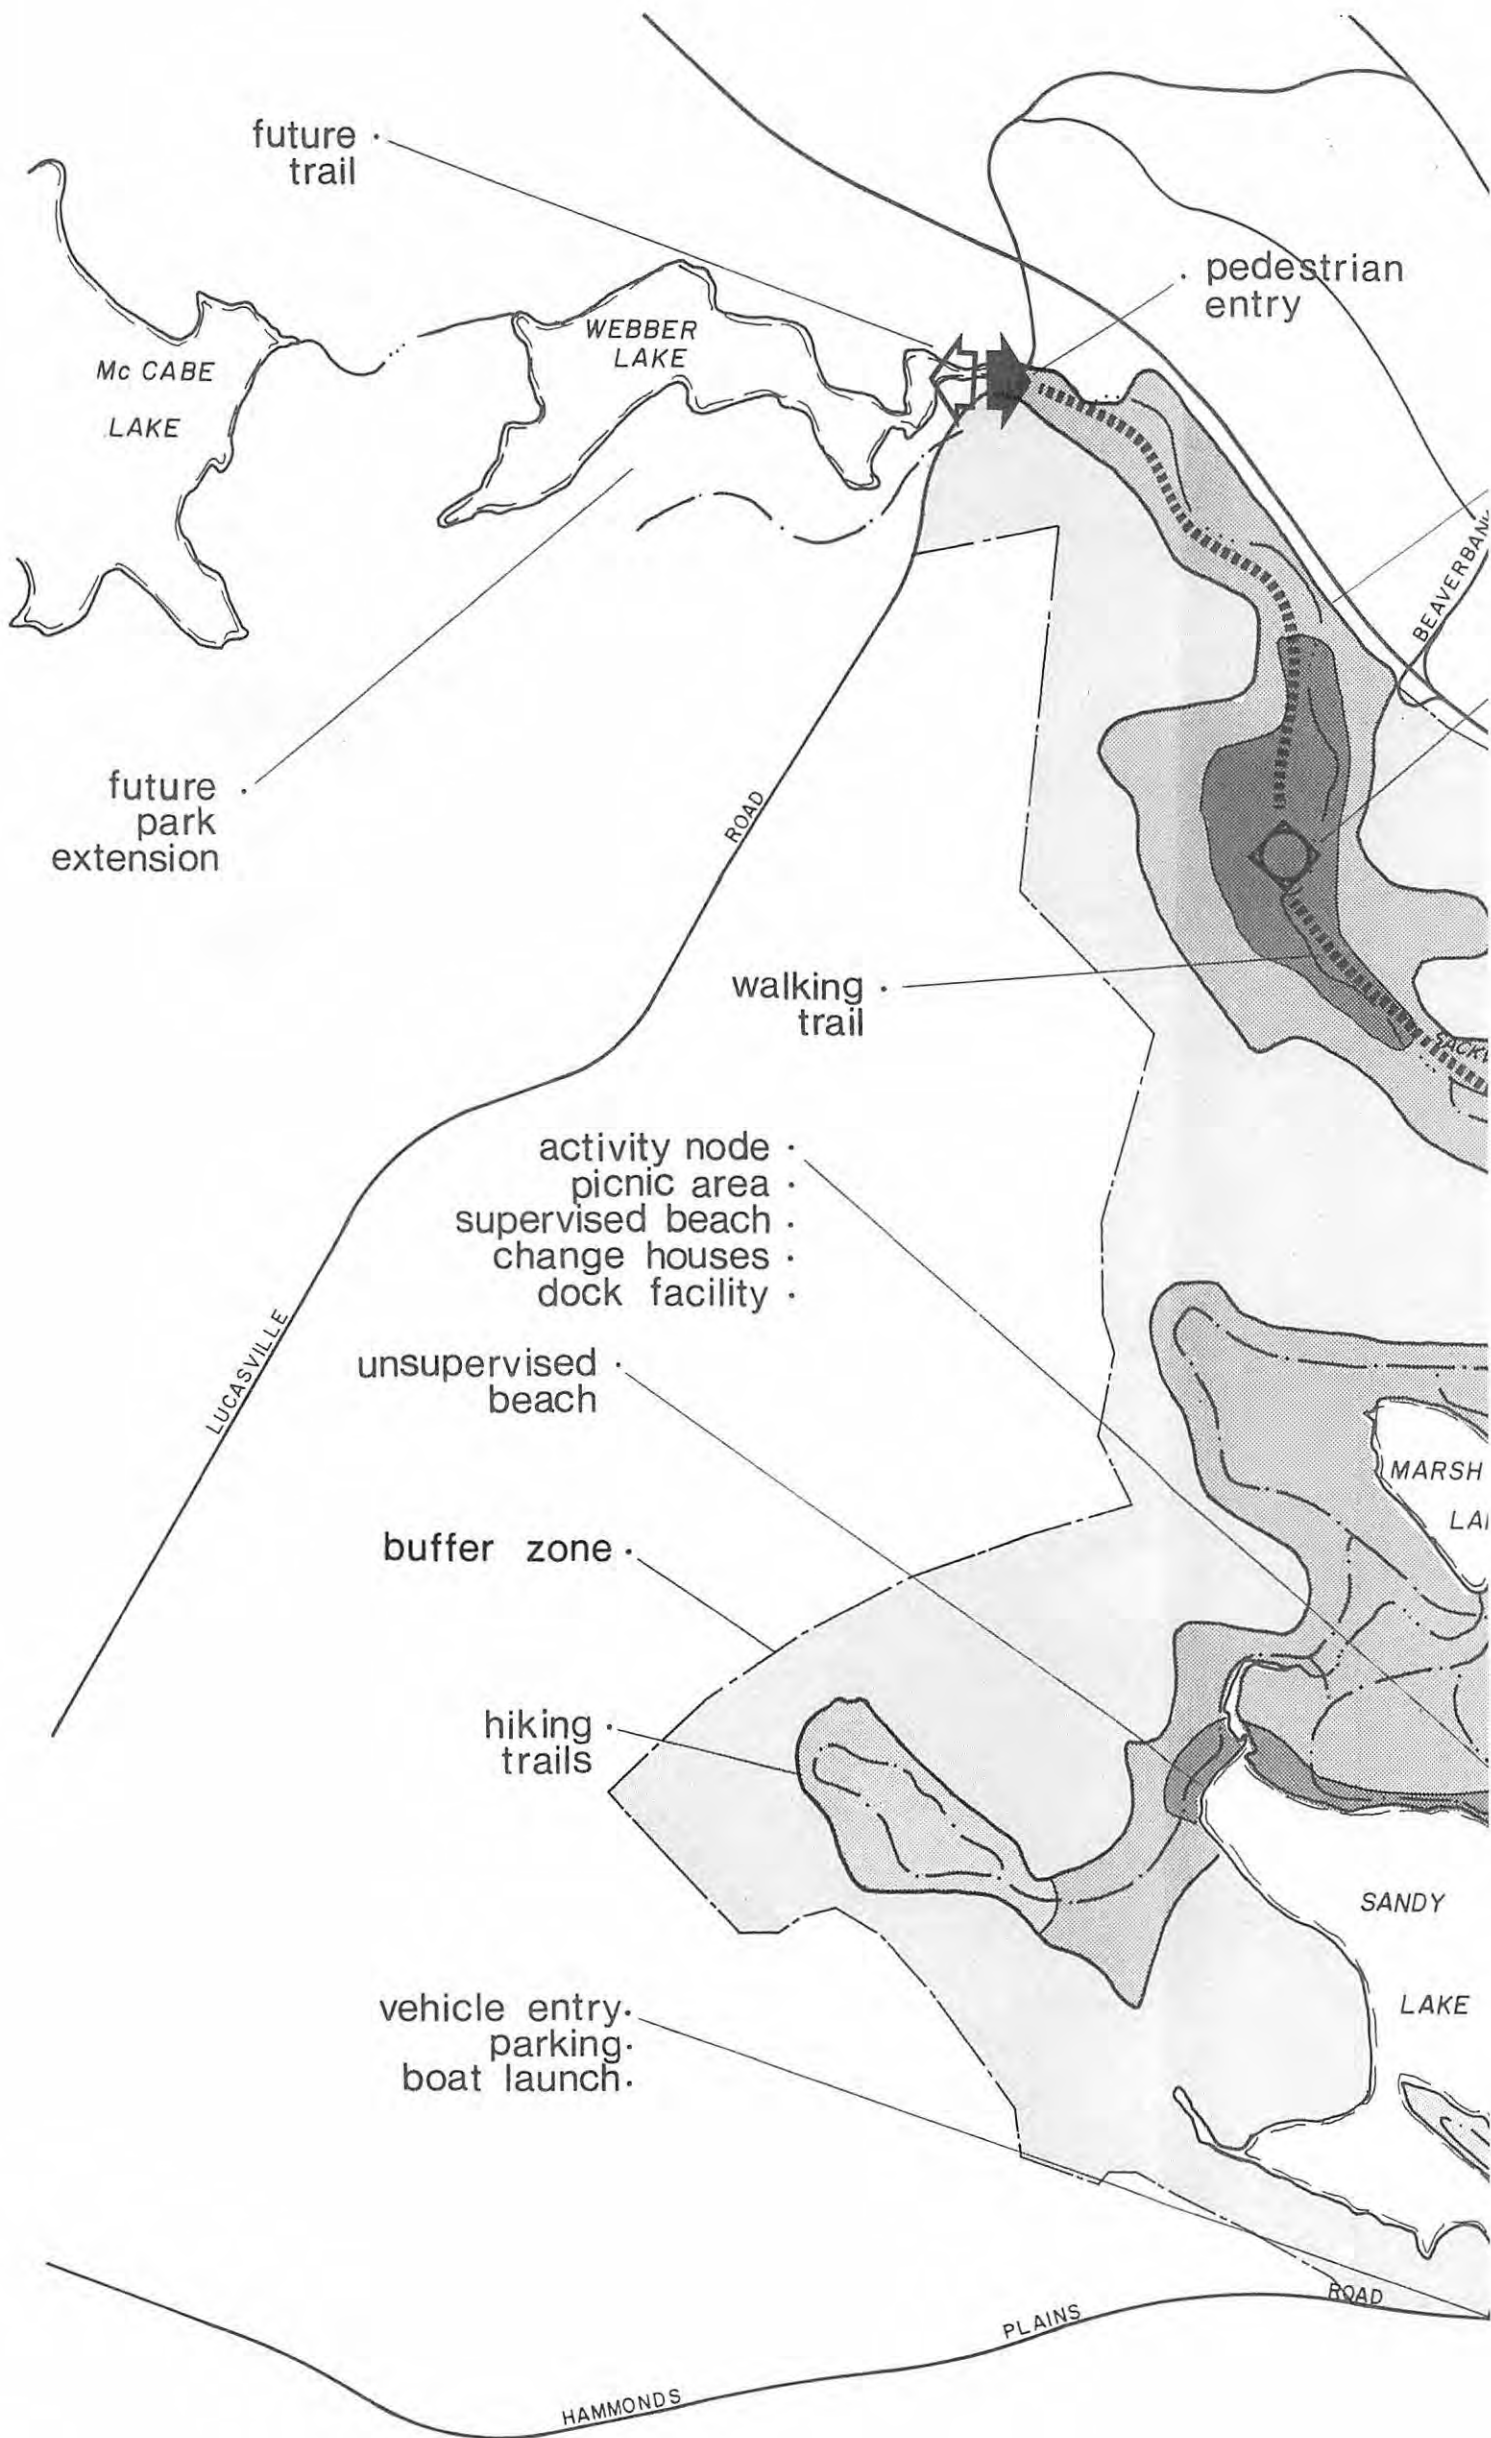 future ·
trail
· pedestrian
entry
WEBBER
LAKE
Mc CABE
LAKE
BEAVERBANK
future ·
park
extension
ROAD
walking ·
trail
activity node ·
picnic area ·
supervised beach ·
change houses ·
dock facility ·
LUCASVILLE
unsupervised ·
beach
MARSH
buffer zone ·
hiking ·
trails
SANDY
LAKE
vehicle entry·
parking·
boat launch·
ROAD
PLAINS
HAMMONDS